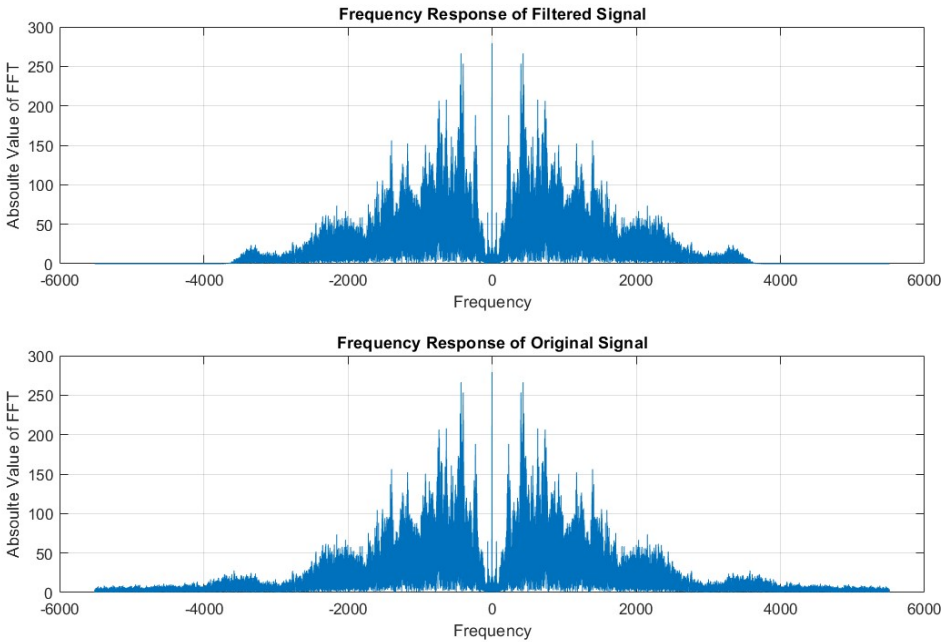 Frequency Response of Filtered Signal
300
250
200
150
100
50
0
Absoulte Value of FFT
-6000 -4000 -2000 0 2000 4000 6000
Frequency
Frequency Response of Original Signal
300
250
200
150
100
50
0
Absoulte Value of FFT
-6000 -4000 -2000 0 2000 4000 6000
Frequency